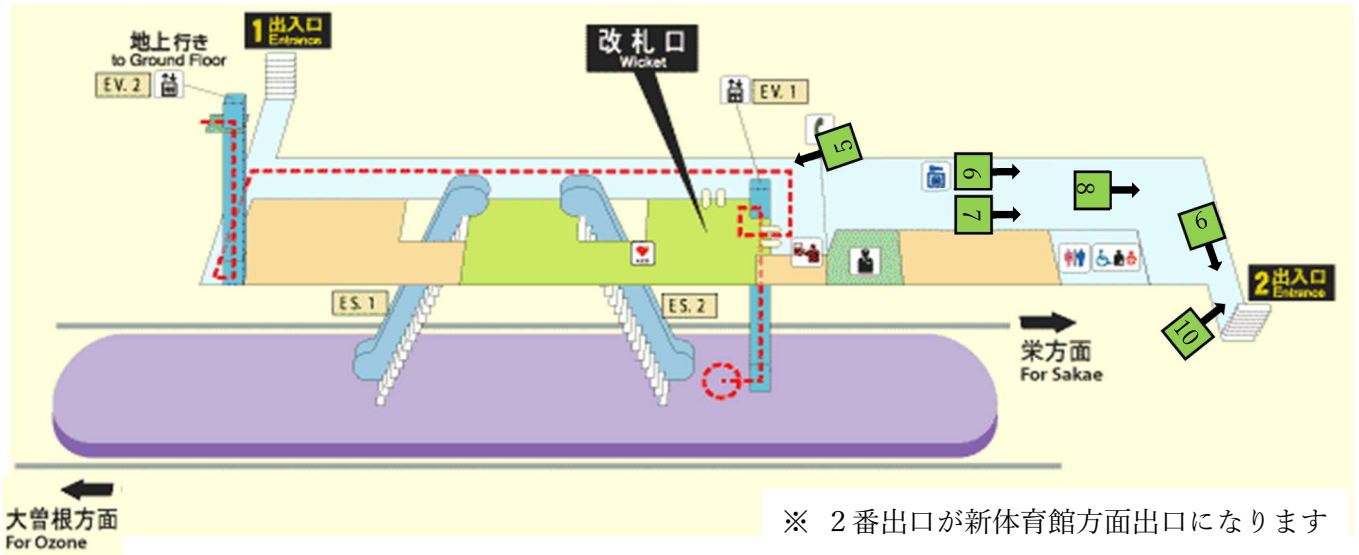 1 出入口
Entrance
地上行き
to Ground Floor
EV. 2
改札口
Wicket
EV. 1
5
6
7
8
9
10
2 出入口
Entrance
ES. 1
ES. 2
栄方面
For Sakae
大曽根方面
For Ozone
※ 2番出口が新体育館方面出口になります